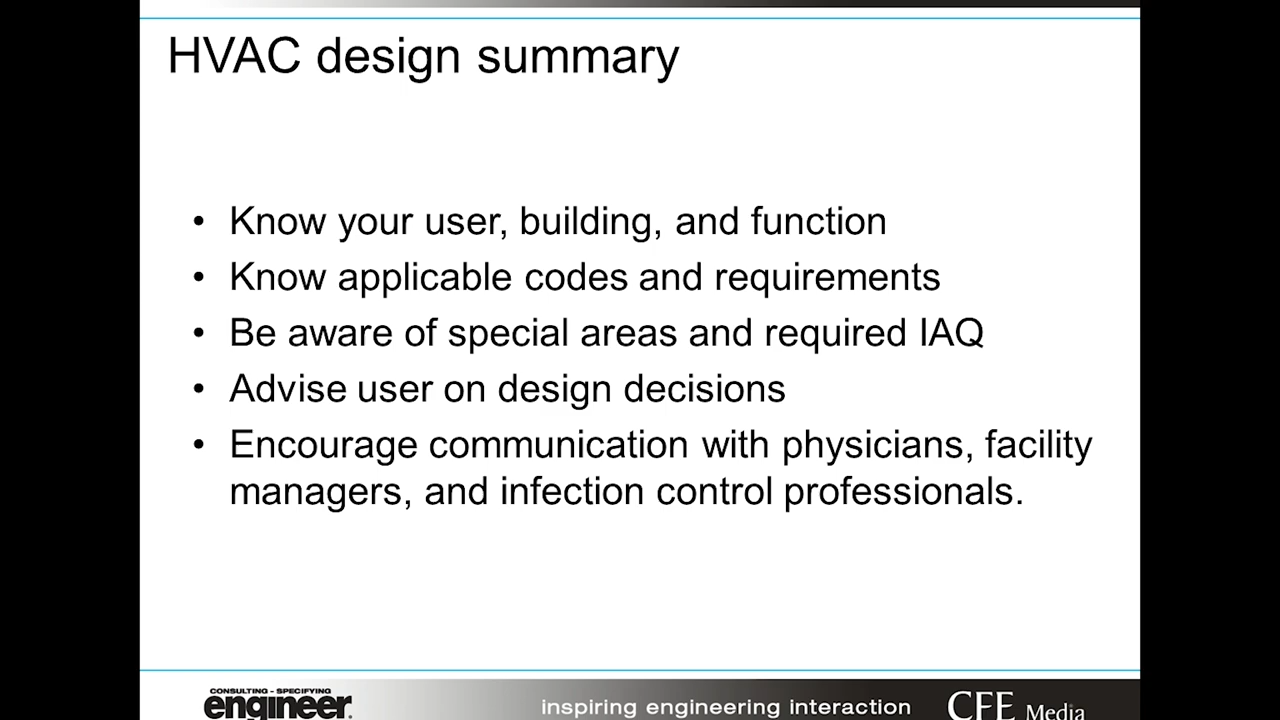 HVAC design summary
• Know your user, building, and function
• Know applicable codes and requirements
• Be aware of special areas and required IAQ
• Advise user on design decisions
• Encourage communication with physicians, facility
managers, and infection control professionals.
CONSULTING-SPECIFYING
engineer
inspiring engineering interaction
CFE Media